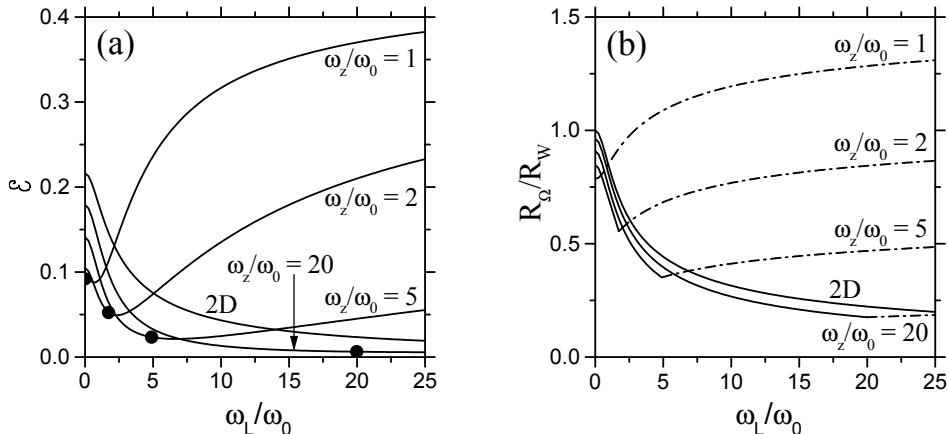 (a)
0.4
0.3
0.2
0.1
0.0
ℰ
ω_z/ω_0 = 1
ω_z/ω_0 = 2
ω_z/ω_0 = 20
2D
ω_z/ω_0 = 5
0 5 10 15 20 25
ω_L/ω_0
(b)
1.5
1.0
0.5
0.0
R_Ω/R_W
ω_z/ω_0 = 1
ω_z/ω_0 = 2
ω_z/ω_0 = 5
2D
ω_z/ω_0 = 20
0 5 10 15 20 25
ω_L/ω_0